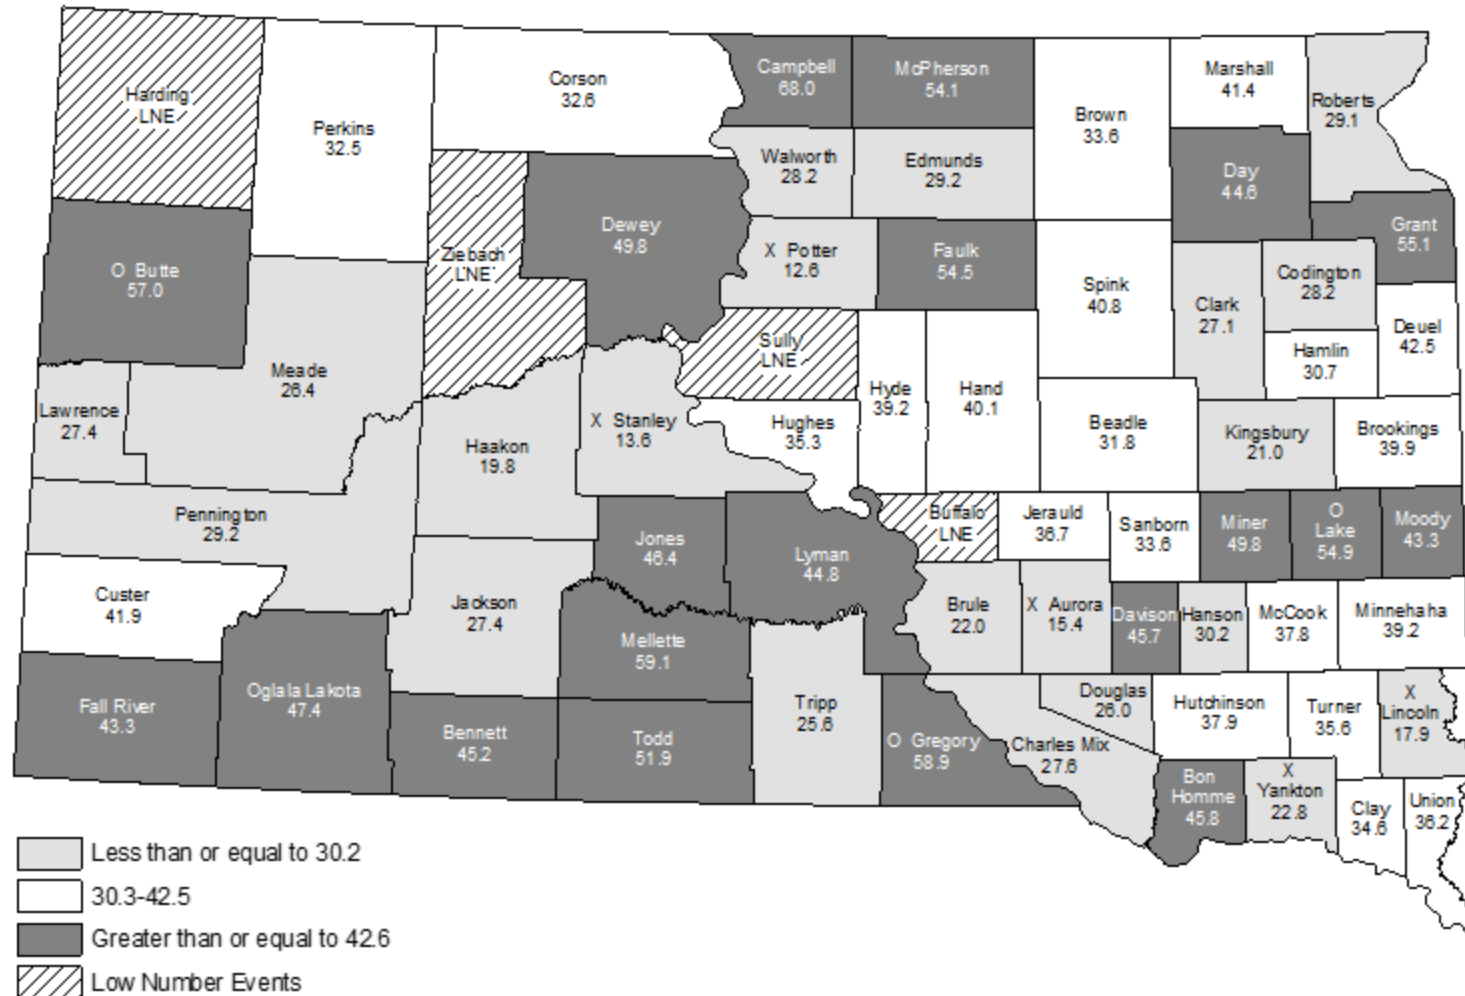 Harding
LNE
Perkins
32.5
Corson
32.6
Campbell
68.0
McPherson
54.1
Brown
33.6
Marshall
41.4
Roberts
29.1
Walworth
28.2
Edmunds
29.2
Day
44.6
O Butte
57.0
Ziebach
LNE
Dewey
49.8
X Potter
12.6
Faulk
54.5
Spink
40.8
Clark
27.1
Codington
28.2
Grant
55.1
Meade
26.4
Sully
LNE
Hyde
39.2
Hand
40.1
Hamlin
30.7
Deuel
42.5
Lawrence
27.4
Haakon
19.8
X Stanley
13.6
Hughes
35.3
Beadle
31.8
Kingsbury
21.0
Brookings
39.9
Pennington
29.2
Jones
46.4
Lyman
44.8
Buffalo
LNE
Jerauld
36.7
Sanborn
33.6
Miner
49.8
O
Lake
54.9
Moody
43.3
Custer
41.9
Jackson
27.4
Mellette
59.1
Brule
22.0
X Aurora
15.4
Davison
45.7
Hanson
30.2
McCook
37.8
Minnehaha
39.2
Fall River
43.3
Oglala Lakota
47.4
Bennett
45.2
Todd
51.9
Tripp
25.6
O Gregory
58.9
Charles Mix
27.6
Douglas
26.0
Hutchinson
37.9
Turner
35.6
X
Lincoln
17.9
Bon
Homme
45.8
X
Yankton
22.8
Clay
34.6
Union
36.2
Less than or equal to 30.2
30.3-42.5
Greater than or equal to 42.6
Low Number Events